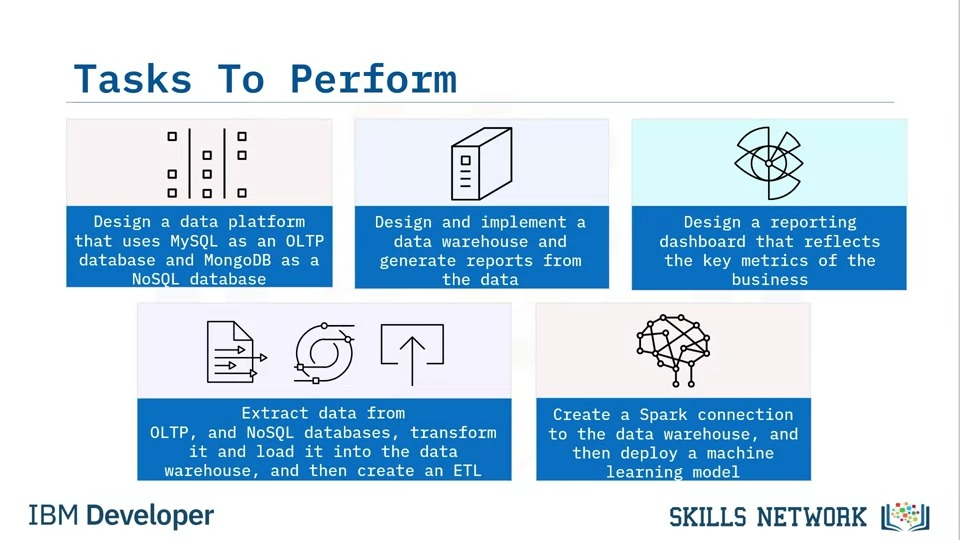 Tasks To Perform
Design a data platform
that uses MySQL as an OLTP
database and MongoDB as a
NoSQL database
Design and implement a
data warehouse and
generate reports from
the data
Design a reporting
dashboard that reflects
the key metrics of the
business
Extract data from
OLTP, and NoSQL databases, transform
it and load it into the data
warehouse, and then create an ETL
Create a Spark connection
to the data warehouse, and
then deploy a machine
learning model
IBM Developer
SKILLS NETWORK